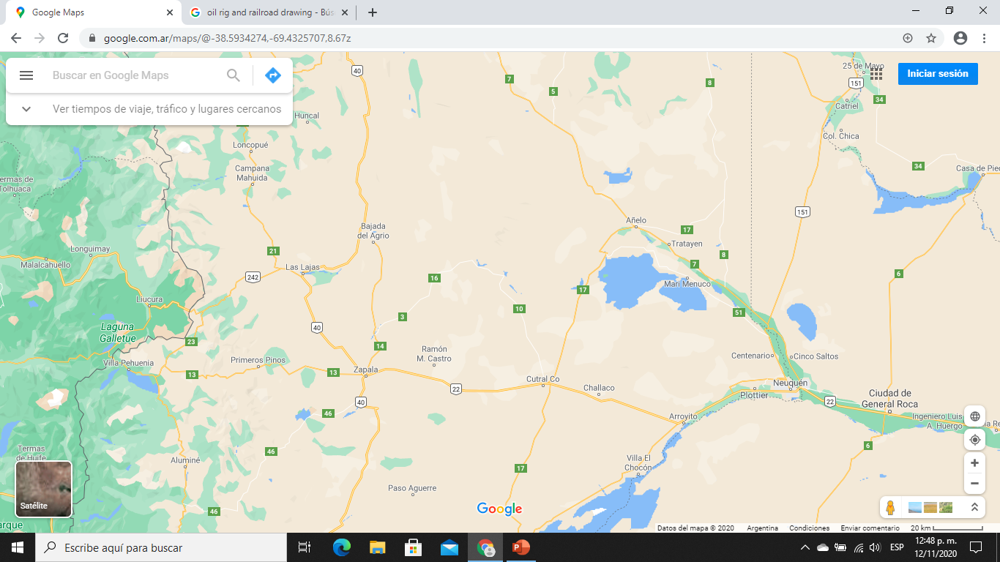 Google Maps
oil rig and railroad drawing - Bús
google.com.ar/maps/@-38.5934274,-69.4325707,8.67z
Buscar en Google Maps
Ver tiempos de viaje, tráfico y lugares cercanos
Iniciar sesión
25 de Mayo
40
7
5
8
151
34
Catriel
Huncal
Col. Chica
Loncopué
Campana
Mahuida
34
Casa de Pied
ermas de
Tolhuaca
151
Añelo
Bajada
del Agrio
17
Tratayen
Longuimay
21
8
Malalcahuello
Las Lajas
7
242
16
6
Mari Menuco
17
Liucura
10
51
3
Laguna
Galletue
40
23
14
Ramón
M. Castro
Centenario
Cinco Saltos
Villa Pehuenia
Primeros Pinos
13
13
Zapala
22
Cutral Co
Challaco
Neuquén
Plottier
22
Ciudad de
General Roca
40
46
Arroyito
Ingeniero Luis
A. Huergo
la Re
6
46
Termas
de Huife
Aluminé
Villa El
Chocón
17
Paso Aguerre
Satélite
46
arque
Google
Datos del mapa © 2020
Argentina
Condiciones
Enviar comentario
20 km
Escribe aquí para buscar
ESP
12:48 p. m.
12/11/2020